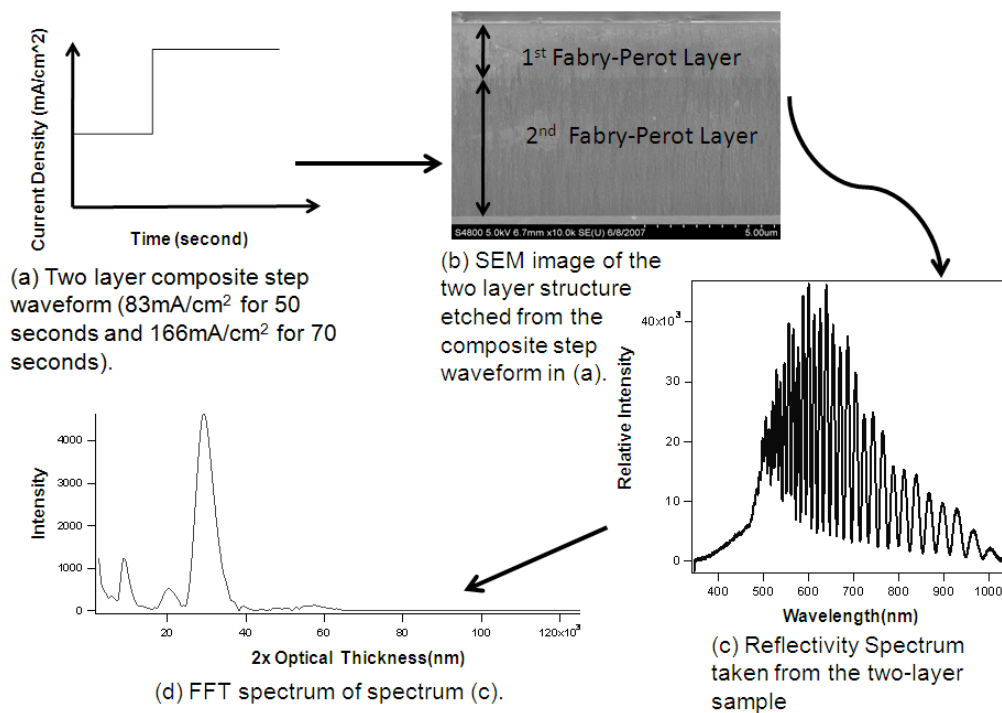 Current Density (mA/cm^2)
Time (second)
(a) Two layer composite step
waveform (83mA/cm² for 50
seconds and 166mA/cm² for 70
seconds).
1st Fabry-Perot Layer
2nd Fabry-Perot Layer
S4800 5.0kV 6.7mm x10.0k SE(U) 6/8/2007
5.00um
(b) SEM image of the
two layer structure
etched from the
composite step
waveform in (a).
Relative Intensity
40x10³
30
20
10
0
400 500 600 700 800 900 1000
Wavelength(nm)
(c) Reflectivity Spectrum
taken from the two-layer
sample
Intensity
4000
3000
2000
1000
0
20 40 60 80 100 120x10³
2x Optical Thickness(nm)
(d) FFT spectrum of spectrum (c).